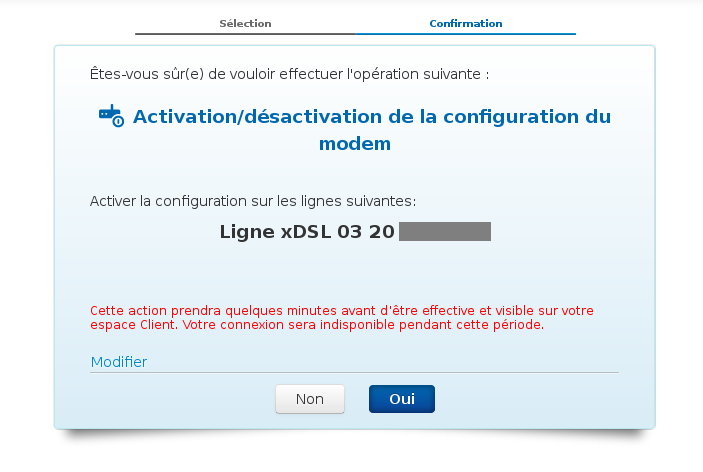 Sélection
Confirmation
Êtes-vous sûr(e) de vouloir effectuer l'opération suivante :
Activation/désactivation de la configuration du
modem
Activer la configuration sur les lignes suivantes:
Ligne xDSL 03 20
Cette action prendra quelques minutes avant d'être effective et visible sur votre
espace Client. Votre connexion sera indisponible pendant cette période.
Modifier
Non
Oui